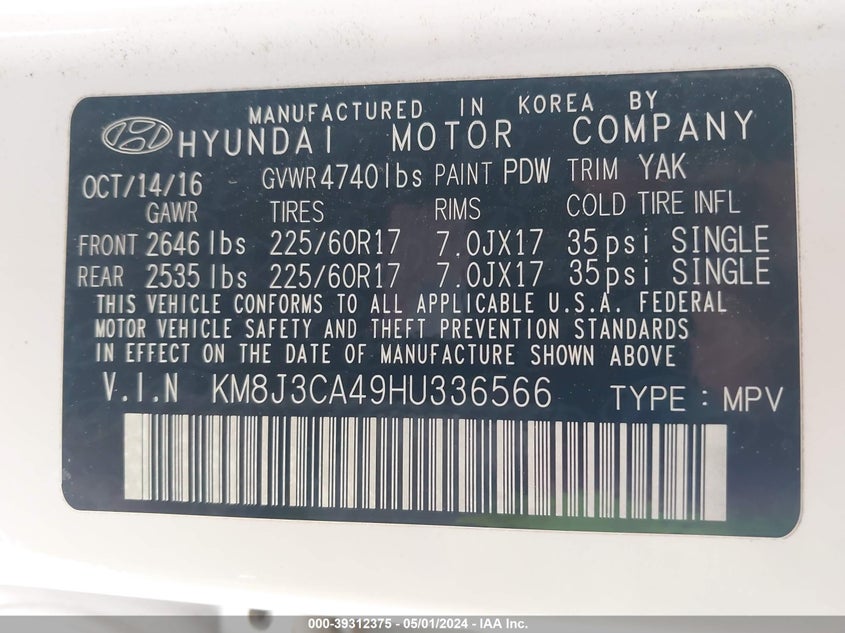 MANUFACTURED IN KOREA BY
HYUNDAI MOTOR COMPANY
OCT/14/16 GVWR 4740lbs PAINT PDW TRIM YAK
GAWR TIRES RIMS COLD TIRE INFL
FRONT 2646 lbs 225/60R17 7.0JX17 35psi SINGLE
REAR 2535 lbs 225/60R17 7.0JX17 35psi SINGLE
THIS VEHICLE CONFORMS TO ALL APPLICABLE U.S.A. FEDERAL
MOTOR VEHICLE SAFETY AND THEFT PREVENTION STANDARDS
IN EFFECT ON THE DATE OF MANUFACTURE SHOWN ABOVE
V.I.N KM8J3CA49HU336566 TYPE : MPV
000-39312375 - 05/01/2024 - IAA Inc.